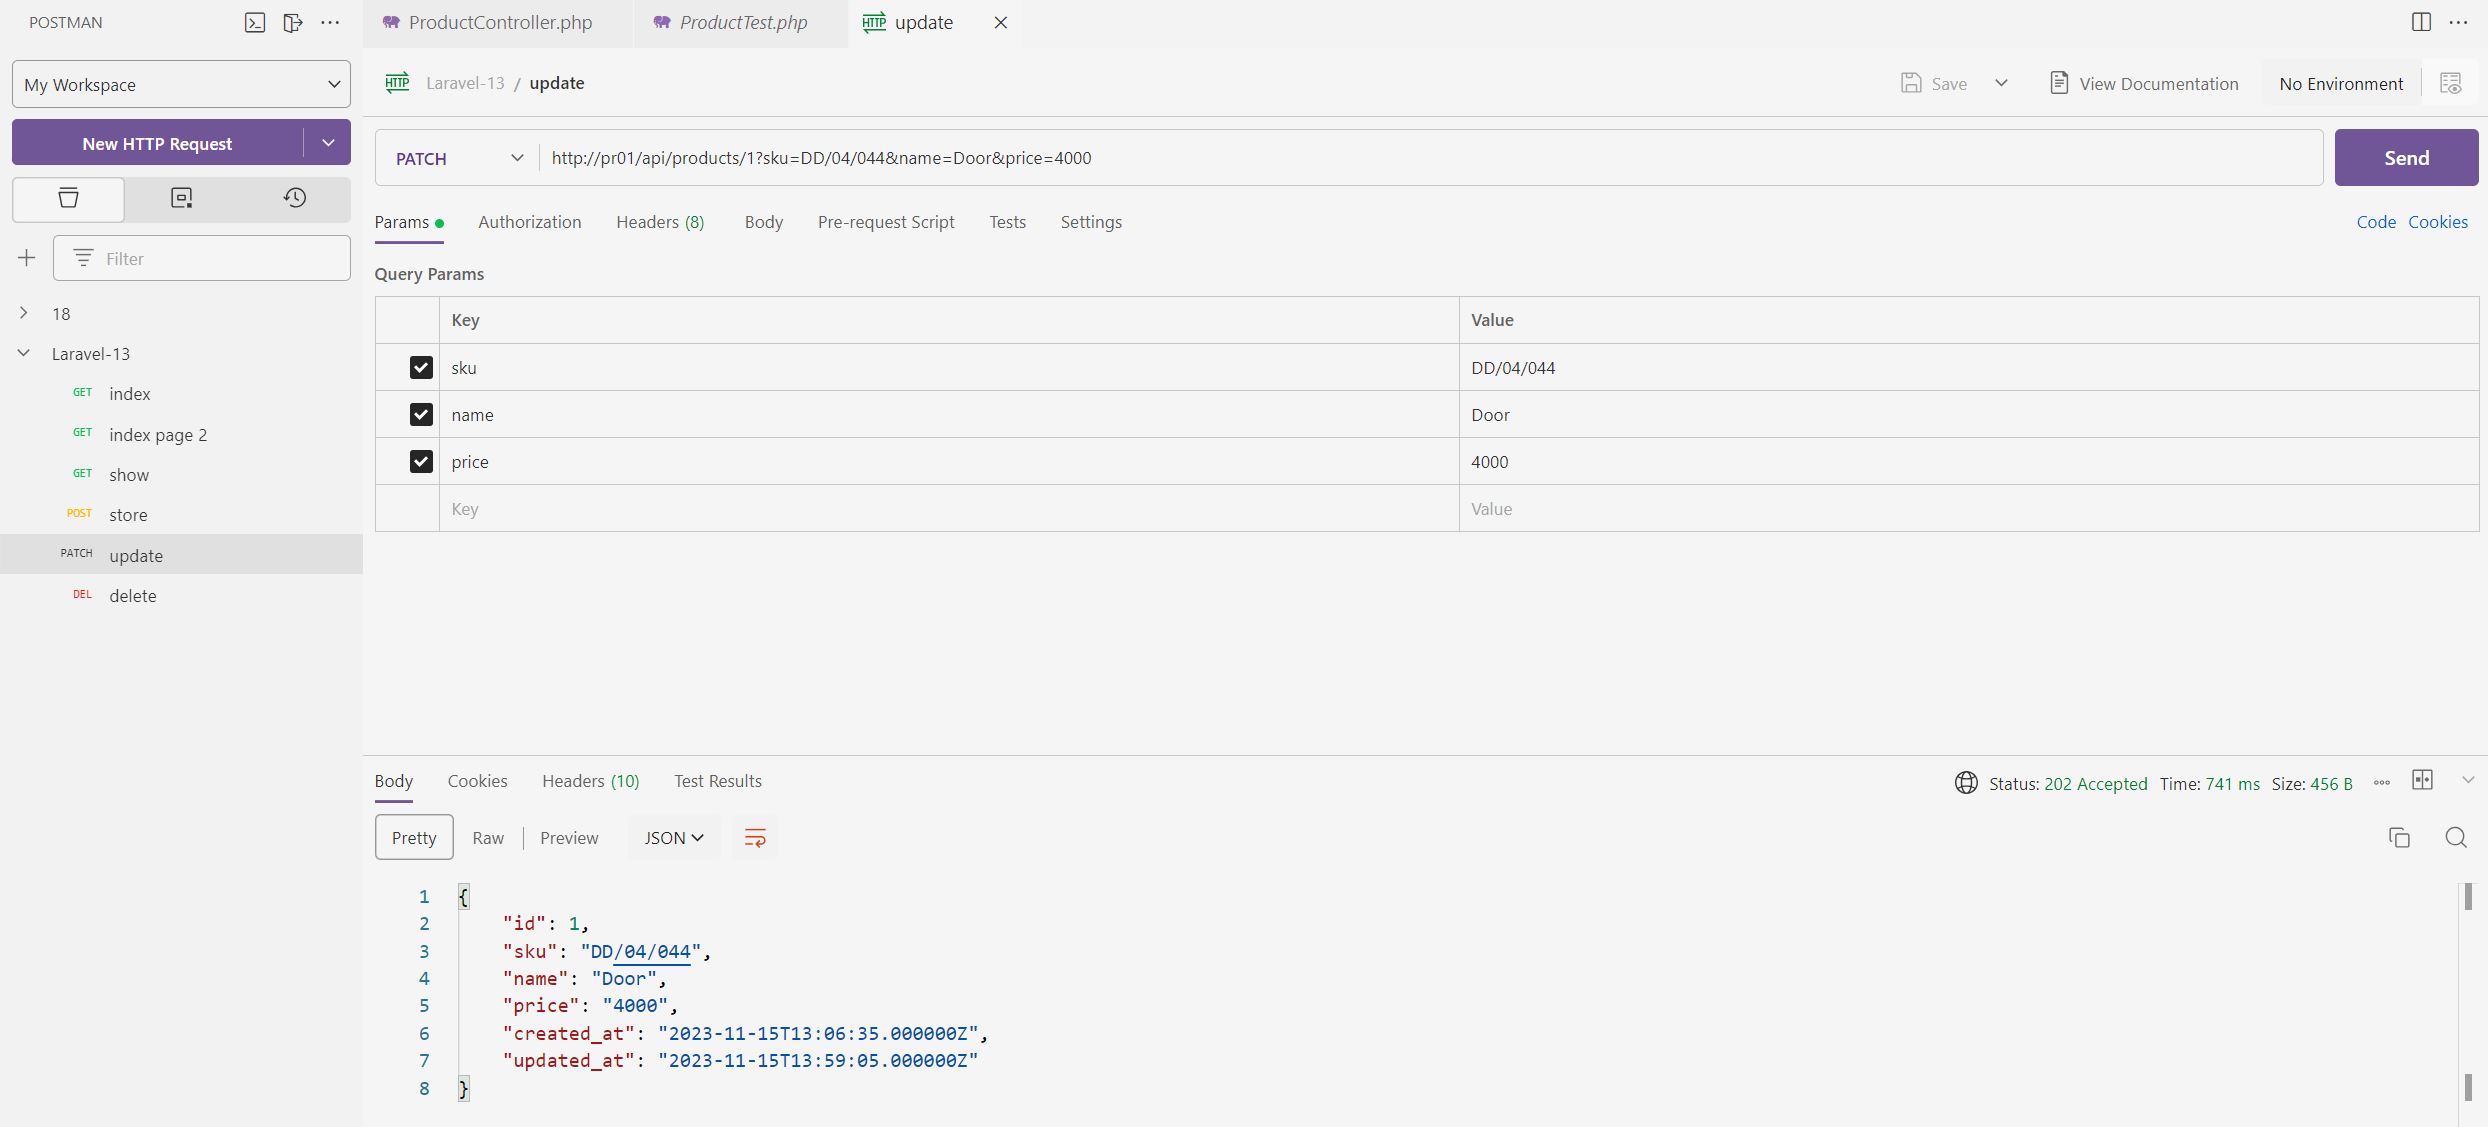 POSTMAN
ProductController.php
ProductTest.php
HTTP update
My Workspace
HTTP Laravel-13 / update
Save
View Documentation
No Environment
New HTTP Request
PATCH
http://pr01/api/products/1?sku=DD/04/044&name=Door&price=4000
Send
Params
Authorization
Headers (8)
Body
Pre-request Script
Tests
Settings
Code
Cookies
Filter
Query Params
18
Laravel-13
GET index
GET index page 2
GET show
POST store
PATCH update
DEL delete
Key Value
sku DD/04/044
name Door
price 4000
Key Value
Body
Cookies
Headers (10)
Test Results
Status: 202 Accepted Time: 741 ms Size: 456 B
Pretty
Raw
Preview
JSON
1 {
2 "id": 1,
3 "sku": "DD/04/044",
4 "name": "Door",
5 "price": "4000",
6 "created_at": "2023-11-15T13:06:35.000000Z",
7 "updated_at": "2023-11-15T13:59:05.000000Z"
8 }